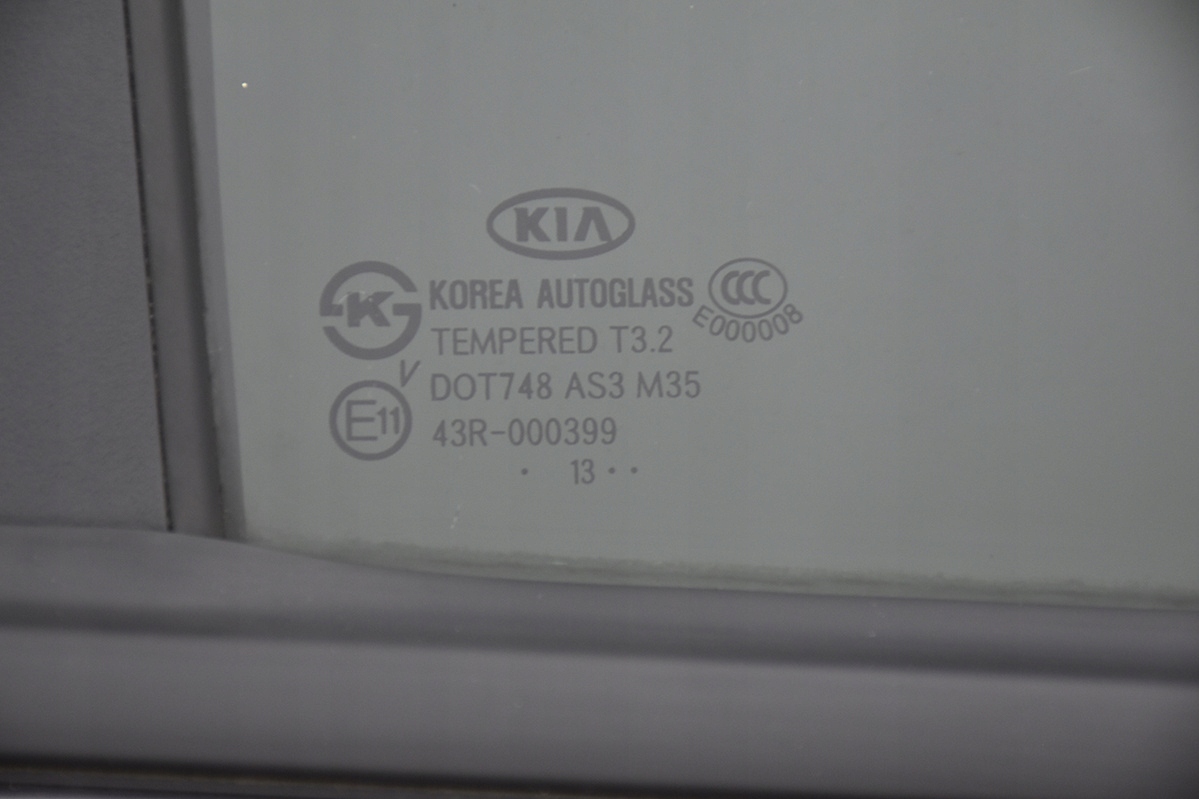 KIA
K KOREA AUTOGLASS CCC
E000008
TEMPERED T3.2
V DOT748 AS3 M35
E11 43R-000399
· 13 · ·